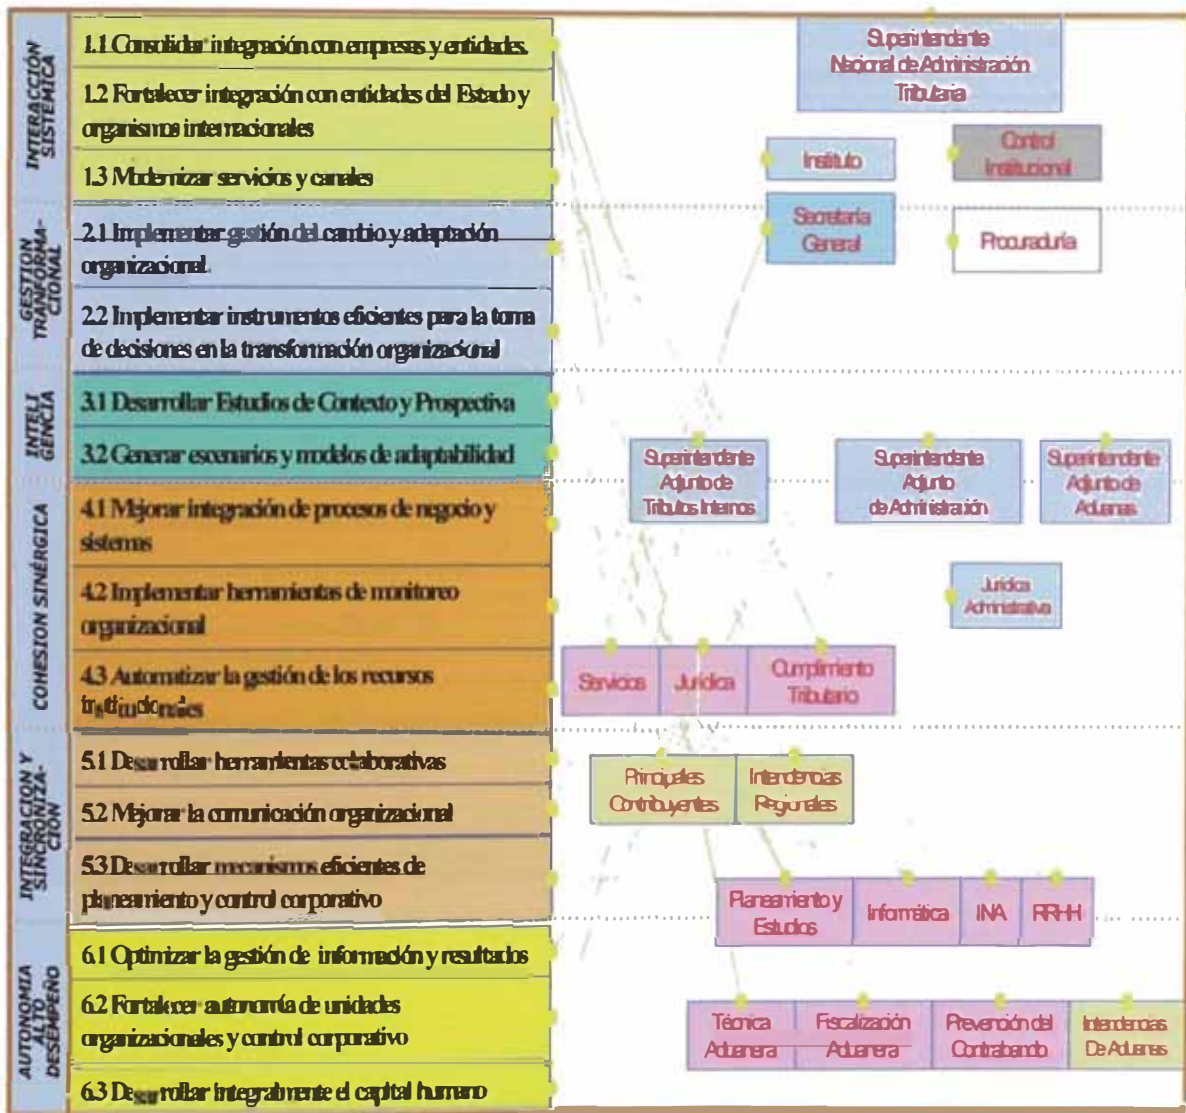 INTERACCIÓN
SISTEMICA
1.1 Consolidar integración con empresas y entidades.
1.2 Fortalecer integración con entidades del Estado y
organismos internacionales
1.3 Modernizar servicios y canales
GESTION
TRANFORMA-
CIONAL
2.1 Implementar gestión del cambio y adaptación
organizacional.
2.2 Implementar instrumentos eficientes para la toma
de decisiones en la transformación organizacional
INTELI
GENCIA
3.1 Desarrollar Estudios de Contexto y Prospectiva
3.2 Generar escenarios y modelos de adaptabilidad
COHESION SINÉRGICA
4.1 Mejorar integración de procesos de negocio y
sistemas
4.2 Implementar herramientas de monitoreo
organizacional
4.3 Automatizar la gestión de los recursos
institucionales
INTEGRACION Y
SINCRONIZA-
CION
5.1 Desarrollar herramientas colaborativas
5.2 Mejorar la comunicación organizacional
5.3 Desarrollar mecanismos eficientes de
planeamiento y control corporativo
AUTONOMIA
ALTO
DESEMPEÑO
6.1 Optimizar la gestión de información y resultados
6.2 Fortalecer autonomía de unidades
organizacionales y control corporativo
6.3 Desarrollar integralmente el capital humano
Superintendente
Nacional de Administración
Tributaria
Instituto
Control
Institucional
Secretaría
General
Procuraduría
Superintendente
Adjunto de
Tributos Internos
Superintendente
Adjunto
de Administración
Superintendente
Adjunto de
Aduanas
Jurídica
Administrativa
Servicios
Jurídica
Cumplimiento
Tributario
Principales
Contribuyentes
Intendencias
Regionales
Planeamiento y
Estudios
Informática
INA
RRHH
Técnica
Aduanera
Fiscalización
Aduanera
Prevención del
Contrabando
Intendencias
De Aduanas